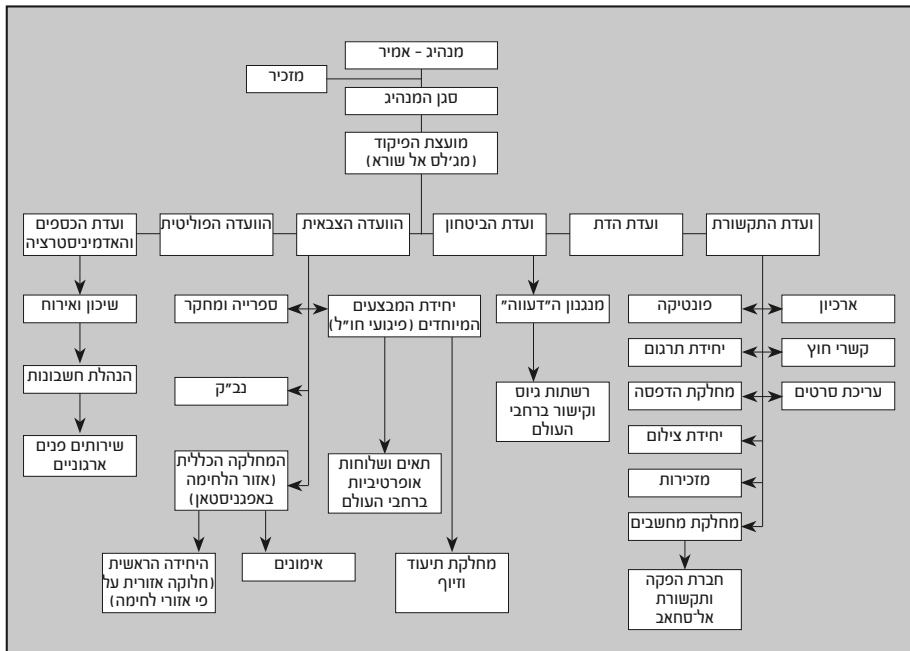 מנהיג - אמיר
מזכיר
סגן המנהיג
מועצת הפיקוד
(מג'לס אל שורא)
ועדת התקשורת
ועדת הדת
ועדת הביטחון
הוועדה הצבאית
הוועדה הפוליטית
ועדת הכספים
והאדמיניסטרציה
ארכיון
פונטיקה
קשרי חוץ
יחידת תרגום
עריכת סרטים
מחלקת הדפסה
יחידת צילום
מזכירות
מחלקת מחשבים
חברת הפקה
ותקשורת
אל־סחאב
מנגנון ה"דעווה"
רשתות גיוס
וקישור ברחבי
העולם
יחידת המבצעים
המיוחדים (פיגועי חו"ל)
ספרייה ומחקר
נב"ק
תאים ושלוחות
אופרטיביות
ברחבי העולם
מחלקת תיעוד
וזיוף
המחלקה הכללית
(אזור הלחימה
באפגניסטאן)
אימונים
היחידה הראשית
(חלוקה אזורית על
פי אזורי לחימה)
שיכון ואירוח
הנהלת חשבונות
שירותים פנים
ארגוניים